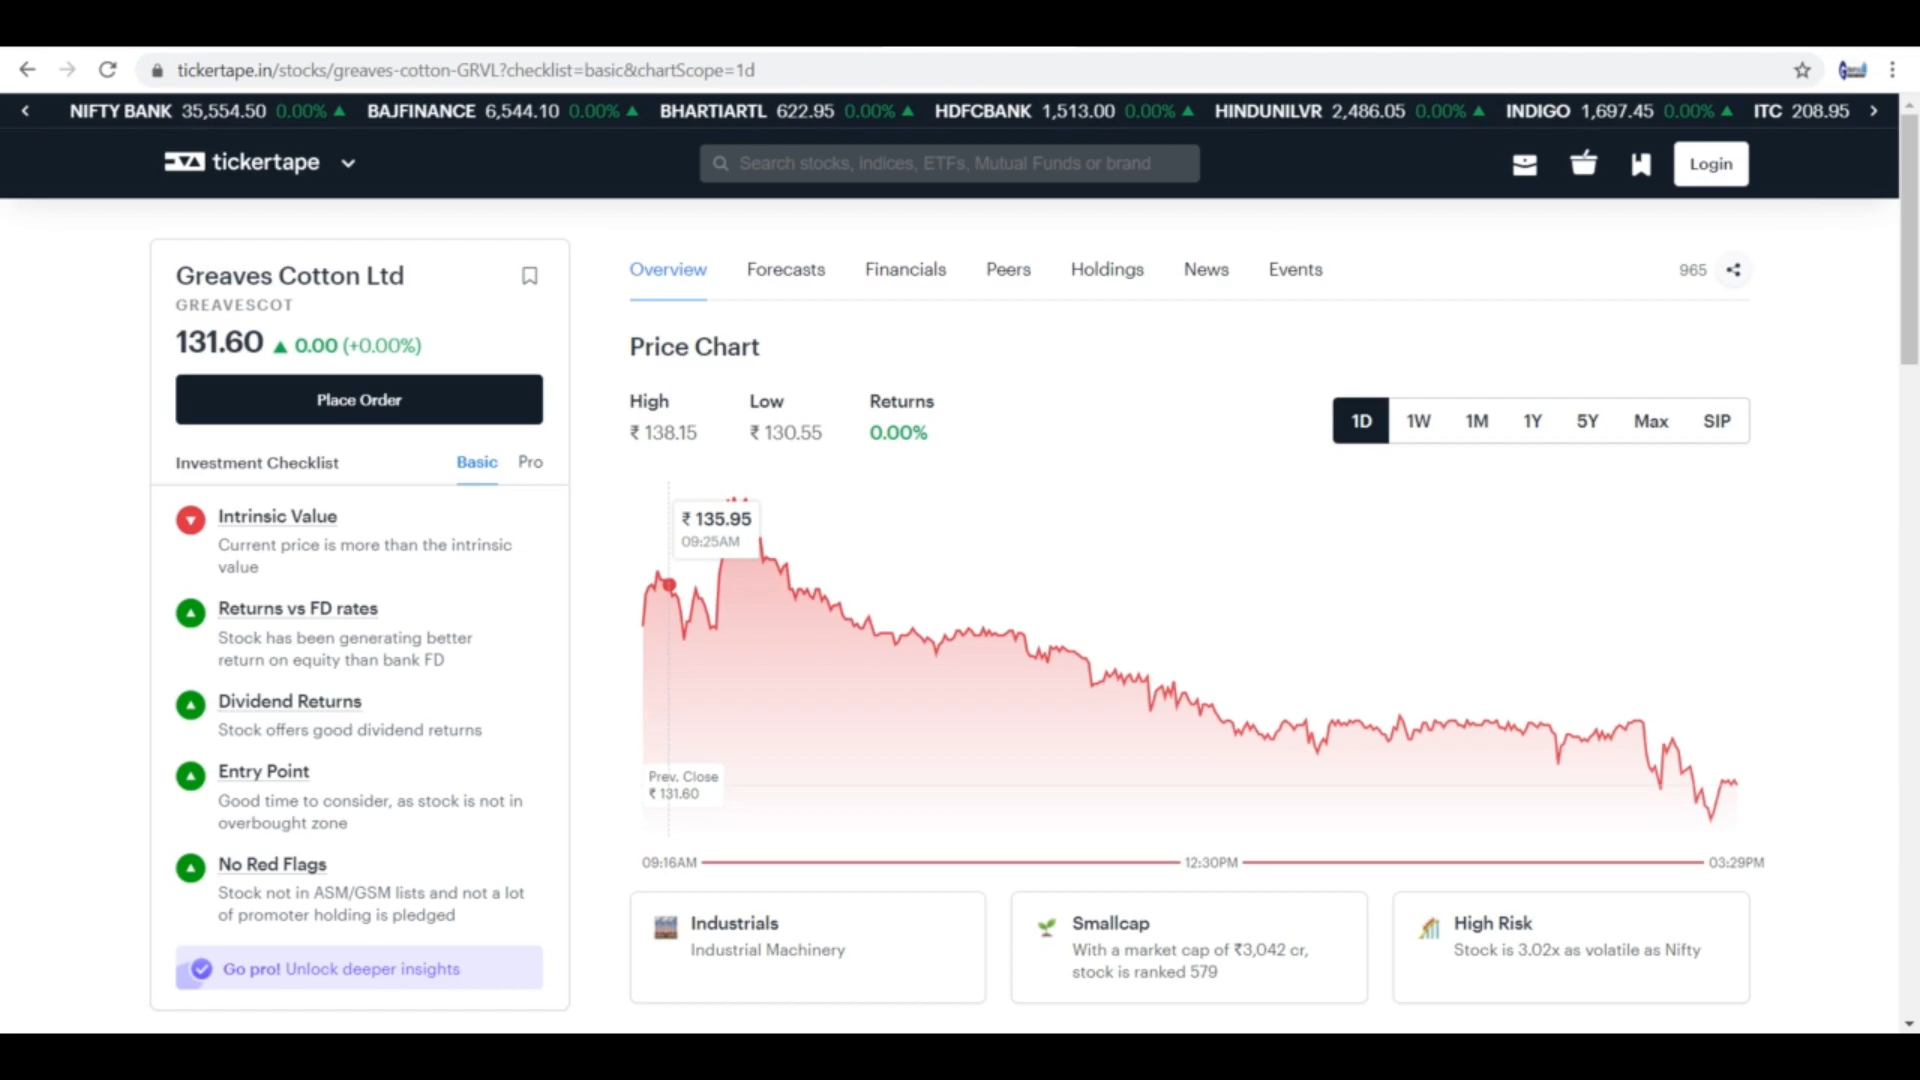 tickertape.in/stocks/greaves-cotton-GRVL?checklist=basic&chartScope=1d
NIFTY BANK 35,554.50 0.00% ▲ BAJFINANCE 6,544.10 0.00% ▲ BHARTIARTL 622.95 0.00% ▲ HDFCBANK 1,513.00 0.00% ▲ HINDUNILVR 2,486.05 0.00% ▲ INDIGO 1,697.45 0.00% ▲ ITC 208.95
tickertape
Search stocks, Indices, ETFs, Mutual Funds or brand
Login
Greaves Cotton Ltd
GREAVESCOT
131.60 ▲ 0.00 (+0.00%)
Place Order
Investment Checklist Basic Pro
Intrinsic Value
Current price is more than the intrinsic
value
Returns vs FD rates
Stock has been generating better
return on equity than bank FD
Dividend Returns
Stock offers good dividend returns
Entry Point
Good time to consider, as stock is not in
overbought zone
No Red Flags
Stock not in ASM/GSM lists and not a lot
of promoter holding is pledged
Go pro! Unlock deeper insights
Overview Forecasts Financials Peers Holdings News Events 965
Price Chart
High Low Returns
₹ 138.15 ₹ 130.55 0.00%
1D 1W 1M 1Y 5Y Max SIP
₹ 135.95
09:25AM
Prev. Close
₹ 131.60
09:16AM 12:30PM 03:29PM
Industrials
Industrial Machinery
Smallcap
With a market cap of ₹3,042 cr,
stock is ranked 579
High Risk
Stock is 3.02x as volatile as Nifty